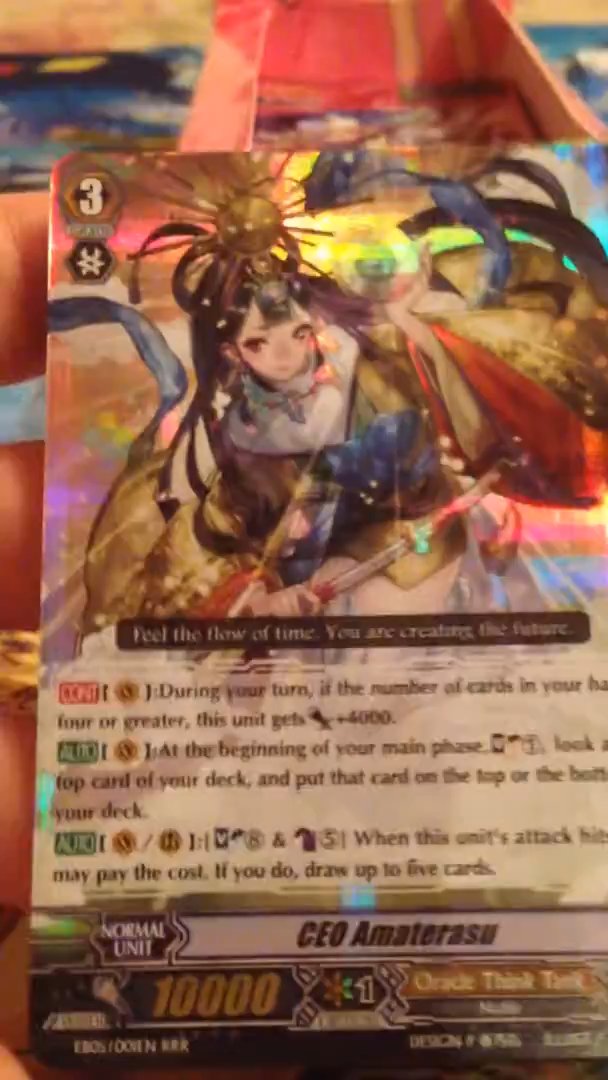 3
Feel the flow of time. You are creating the future.
CONT [ ]:During your turn, if the number of cards in your ha
four or greater, this unit gets +4000.
AUTO [ ]:At the beginning of your main phase, 1, look a
top card of your deck, and put that card on the top or the bott
your deck.
AUTO [ / ]:[ 8 & 5] When this unit's attack hits
may pay the cost. If you do, draw up to five cards.
NORMAL
UNIT
CEO Amaterasu
10000
1
Oracle Think Tank
Noble
EB05/001EN RRR
DESIGN